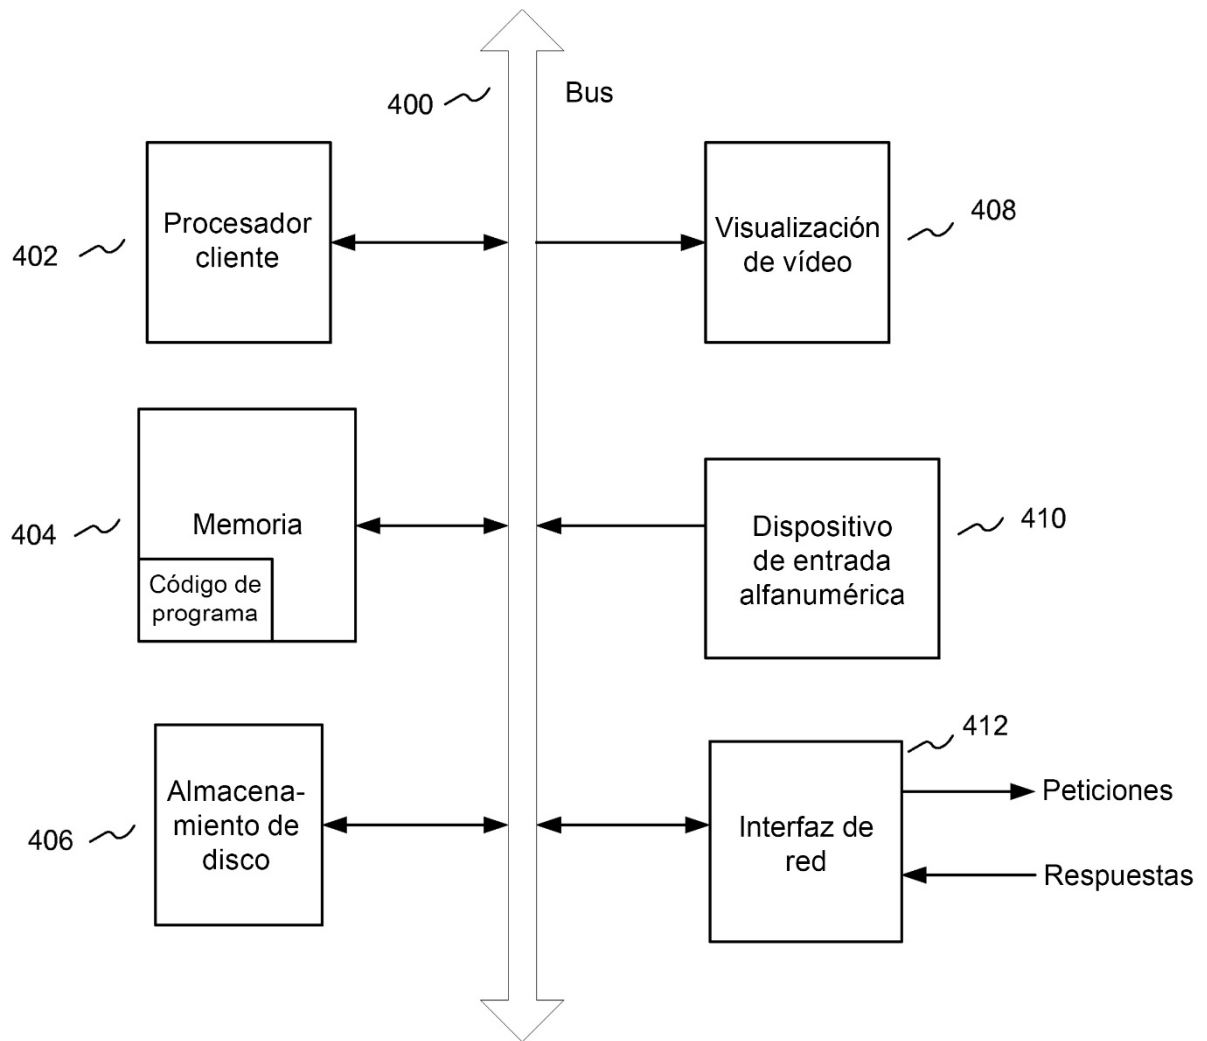 400
Bus
402
Procesador
cliente
Visualización
de vídeo
408
404
Memoria
Código de
programa
Dispositivo
de entrada
alfanumérica
410
406
Almacena-
miento de
disco
412
Interfaz de
red
Peticiones
Respuestas